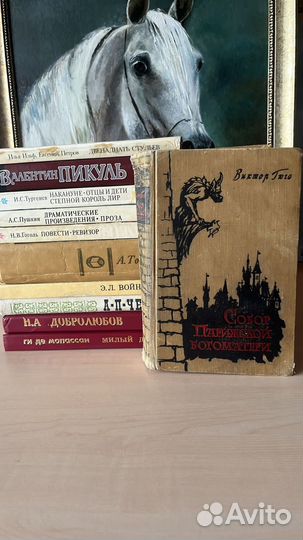 Илья Ильф, Евгений Петров ДВЕНАДЦАТЬ СТУЛЬЕВ
ВАЛЕНТИН ПИКУЛЬ
И.С.Тургенев НАКАНУНЕ·ОТЦЫ И ДЕТИ
СТЕПНОЙ КОРОЛЬ ЛИР
А.С.Пушкин ДРАМАТИЧЕСКИЕ
ПРОИЗВЕДЕНИЯ·ПРОЗА
Н.В.Гоголь ПОВЕСТИ·РЕВИЗОР
Э.Л. ВОЙН
А·П·ЧЕ
Н.А ДОБРОЛЮБОВ
ГИ ДЕ МОПАССАН МИЛЫЙ
Виктор Гюго
СОБОР
ПАРИЖСКОЙ
БОГОМАТЕРИ
Avito